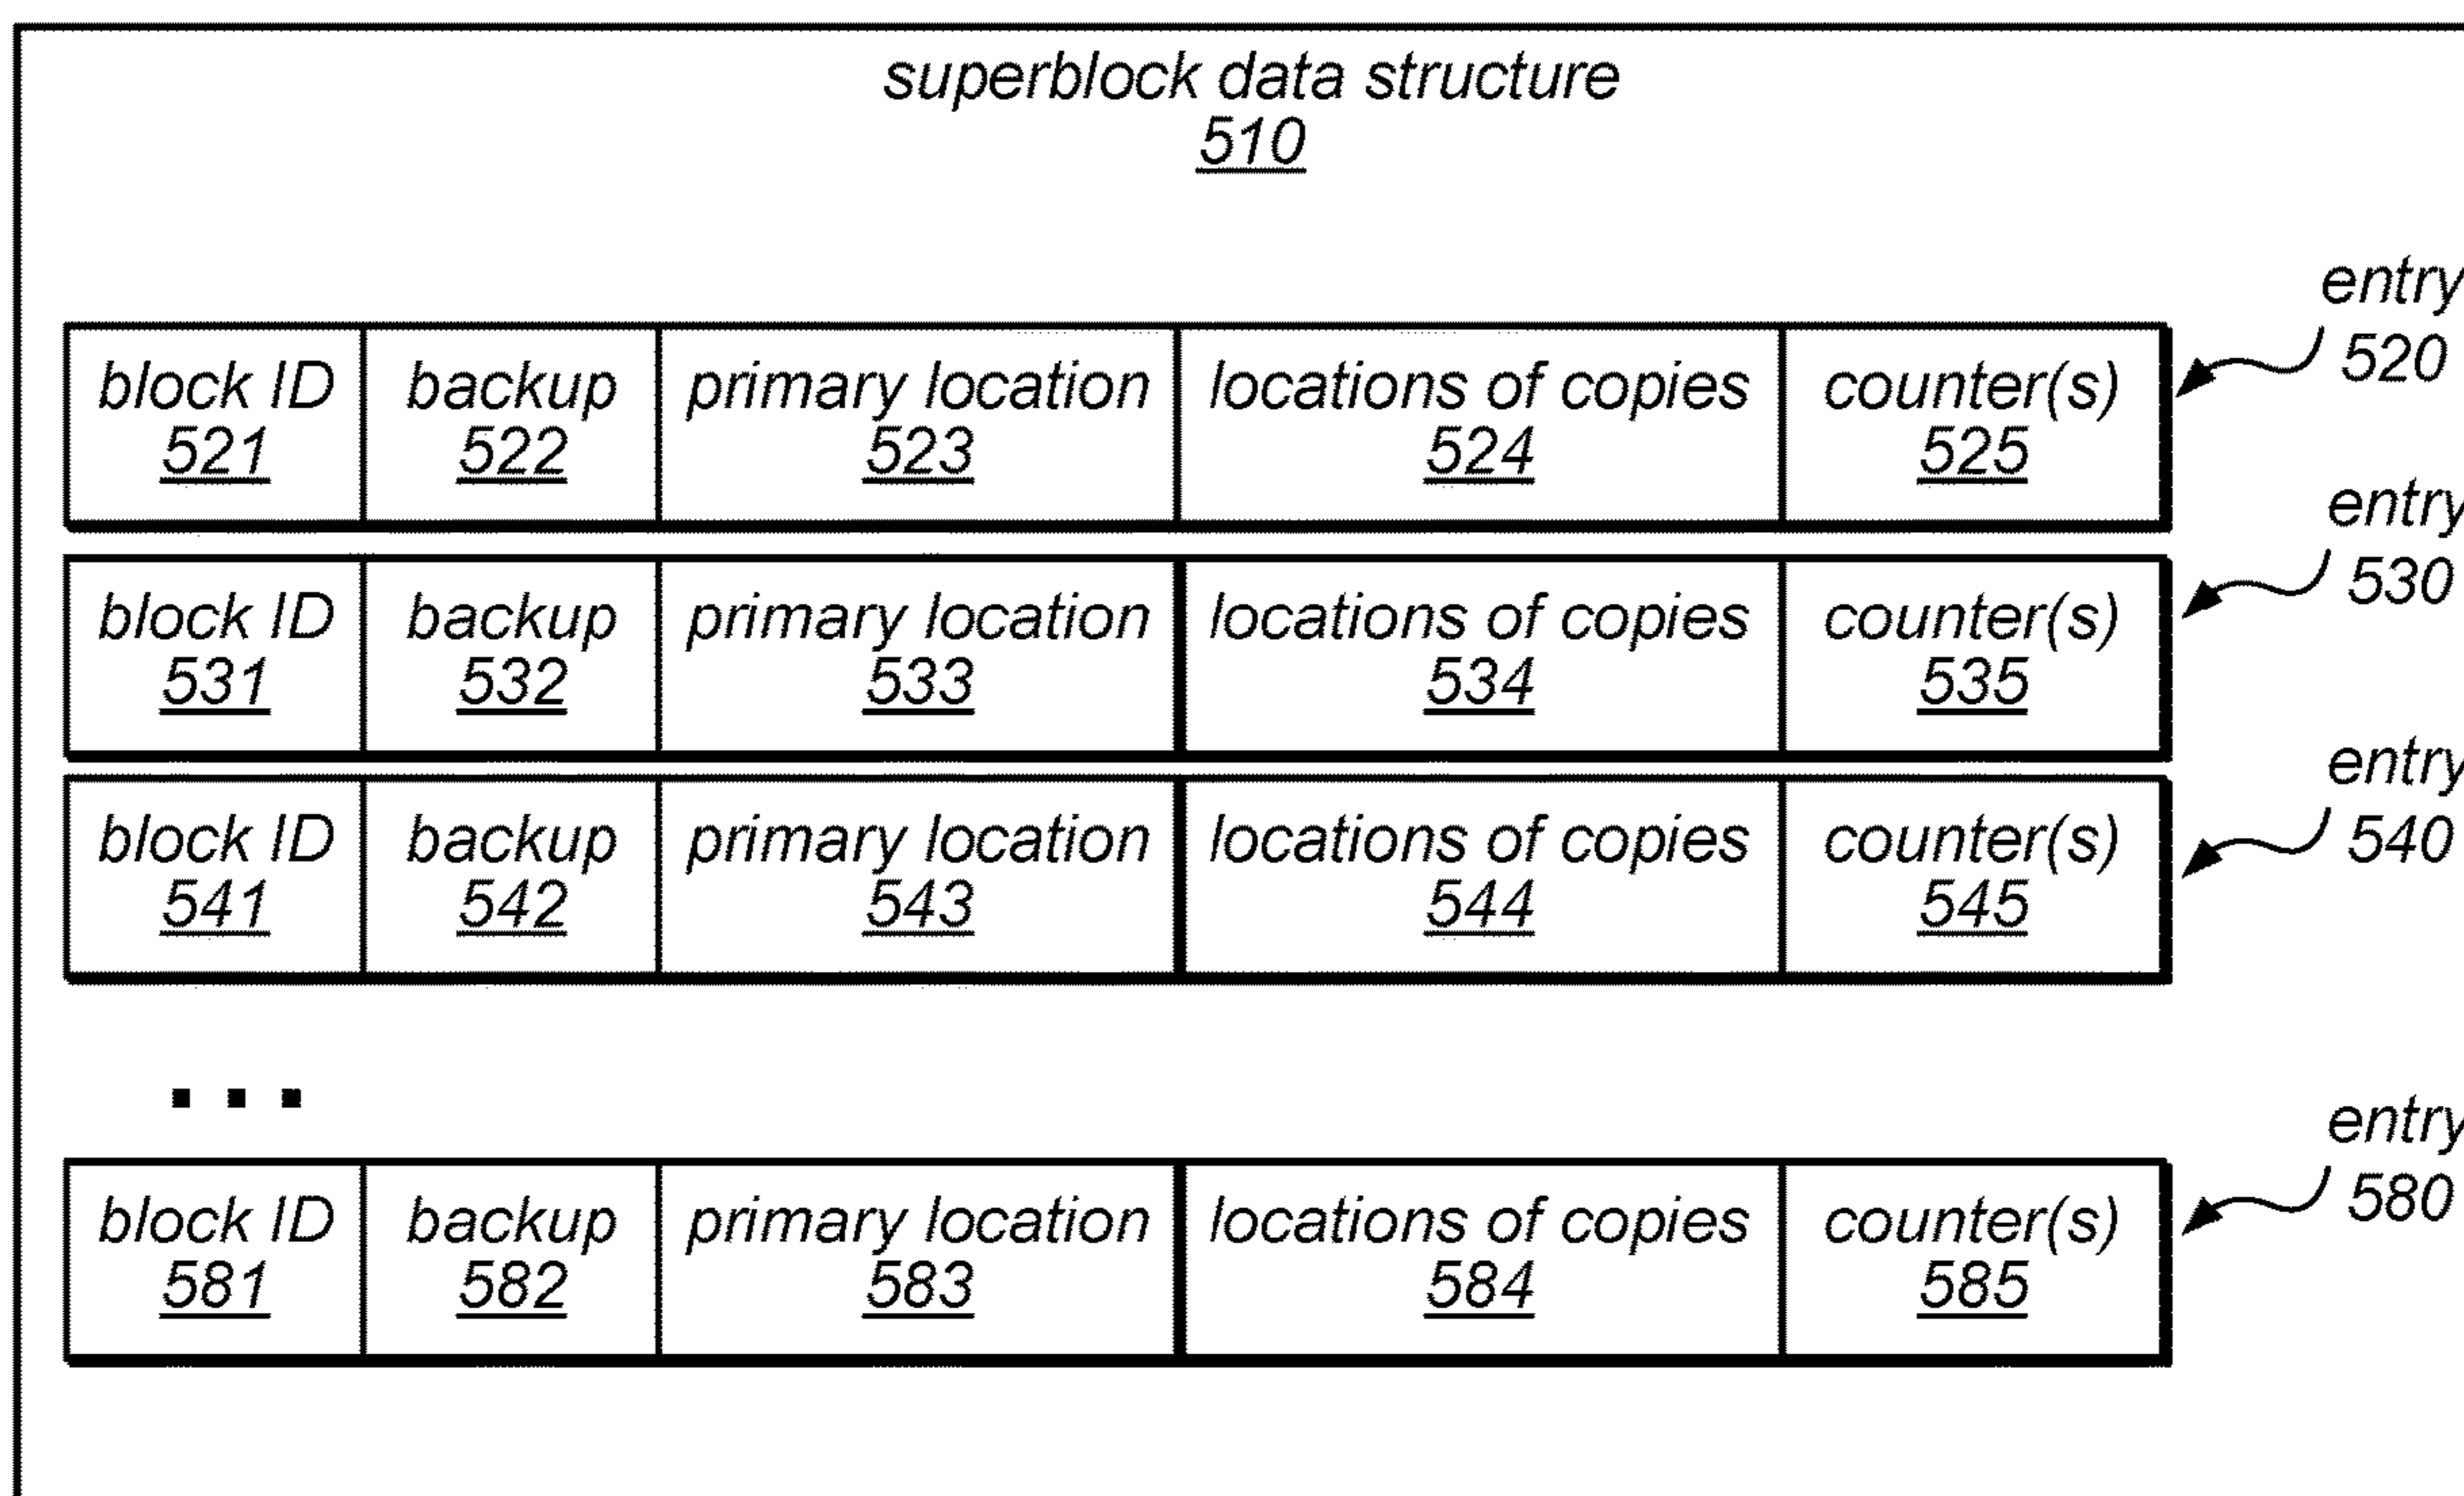 superblock data structure
510
entry
520
block ID backup primary location locations of copies counter(s)
521 522 523 524 525
entry
530
block ID backup primary location locations of copies counter(s)
531 532 533 534 535
entry
540
block ID backup primary location locations of copies counter(s)
541 542 543 544 545
...
entry
580
block ID backup primary location locations of copies counter(s)
581 582 583 584 585